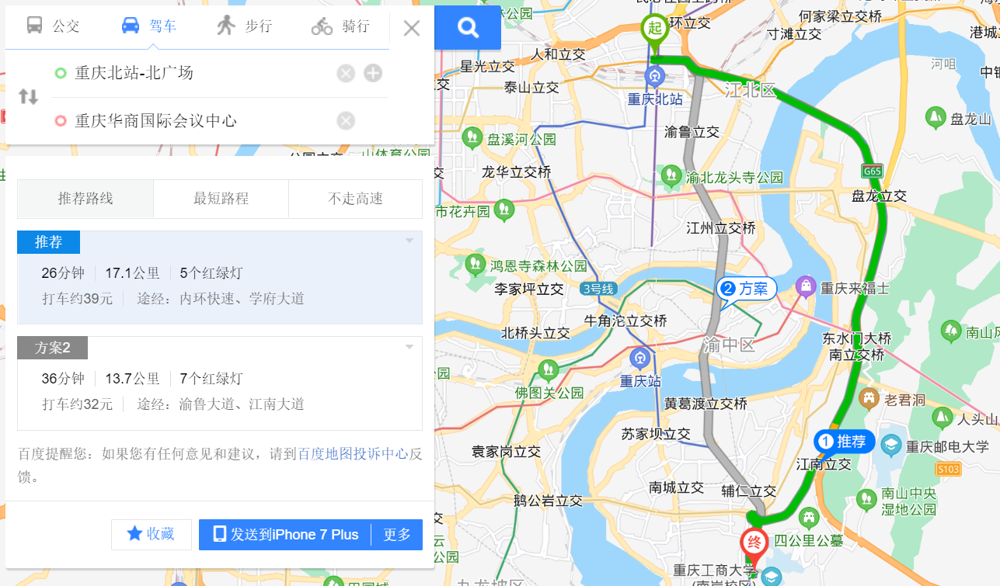 公交
驾车
步行
骑行
重庆北站-北广场
重庆华商国际会议中心
推荐路线
最短路程
不走高速
推荐
26分钟
17.1公里
5个红绿灯
打车约39元
途经：内环快速、学府大道
方案2
36分钟
13.7公里
7个红绿灯
打车约32元
途经：渝鲁大道、江南大道
百度提醒您：如果您有任何意见和建议，请到百度地图投诉中心反
馈。
收藏
发送到iPhone 7 Plus
更多
起
环立交
何家梁立交桥
寸滩立交
人和立交
星光立交
泰山立交
重庆北站
江北区
河咀
盘龙山
渝鲁立交
盘溪河公园
龙华立交桥
渝北龙头寺公园
G65
盘龙立交
市花卉园
江州立交桥
鸿恩寺森林公园
李家坪立交
3号线
2 方案
重庆来福士
牛角沱立交桥
北桥头立交
渝中区
东水门大桥
南立交桥
重庆站
佛图关公园
黄葛渡立交桥
老君洞
人头山
苏家坝立交
1 推荐
重庆邮电大学
袁家岗立交
江南立交
S103
南城立交
辅仁立交
南山中央
湿地公园
鹅公岩立交
终
四公里公墓
重庆工商大学